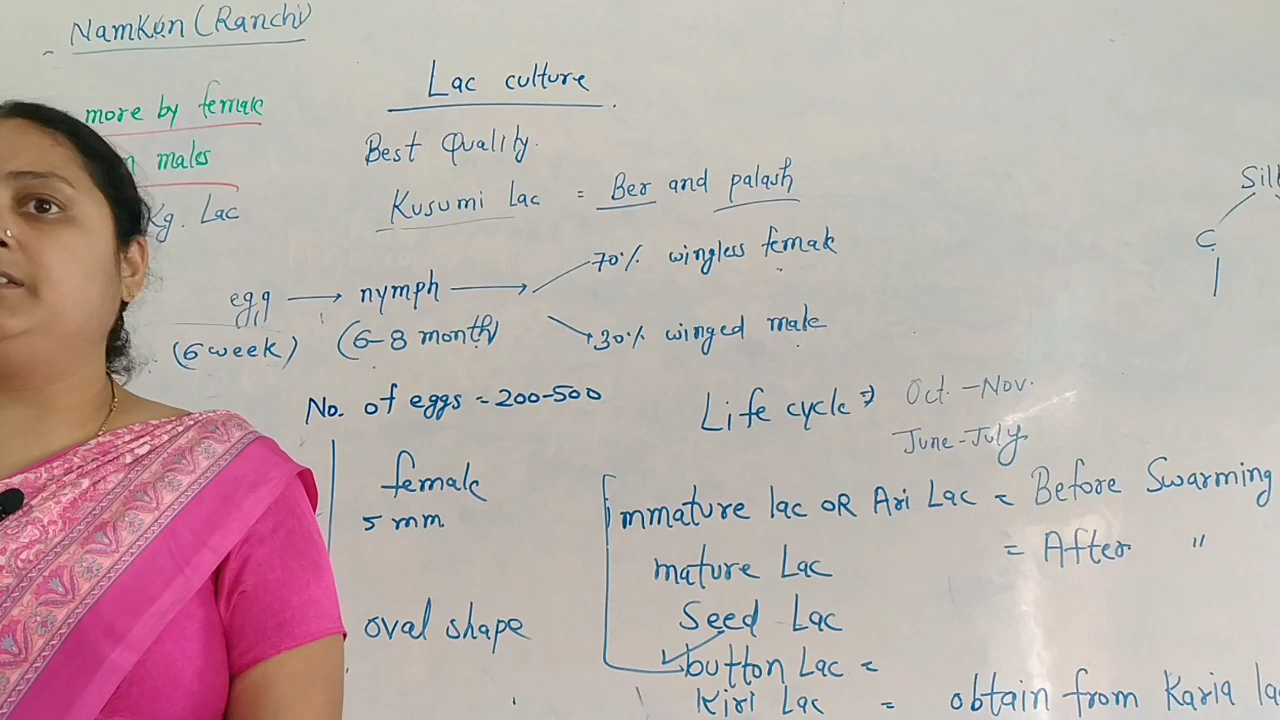 Namkun (Ranchi)
more by female
males
Kg. Lac
Lac culture
Best Quality.
Kusumi Lac = Ber and palash
egg → nymph →
70% wingless female
30% winged male
(6 week) (6-8 month)
No. of eggs = 200-500
Life cycle ⇒ Oct. - Nov.
June - July
female
5 mm
oval shape
Immature lac OR Ari Lac = Before Swarming
mature Lac = After "
Seed Lac
button Lac =
Kiri Lac = obtain from Karia lac
Sil
C